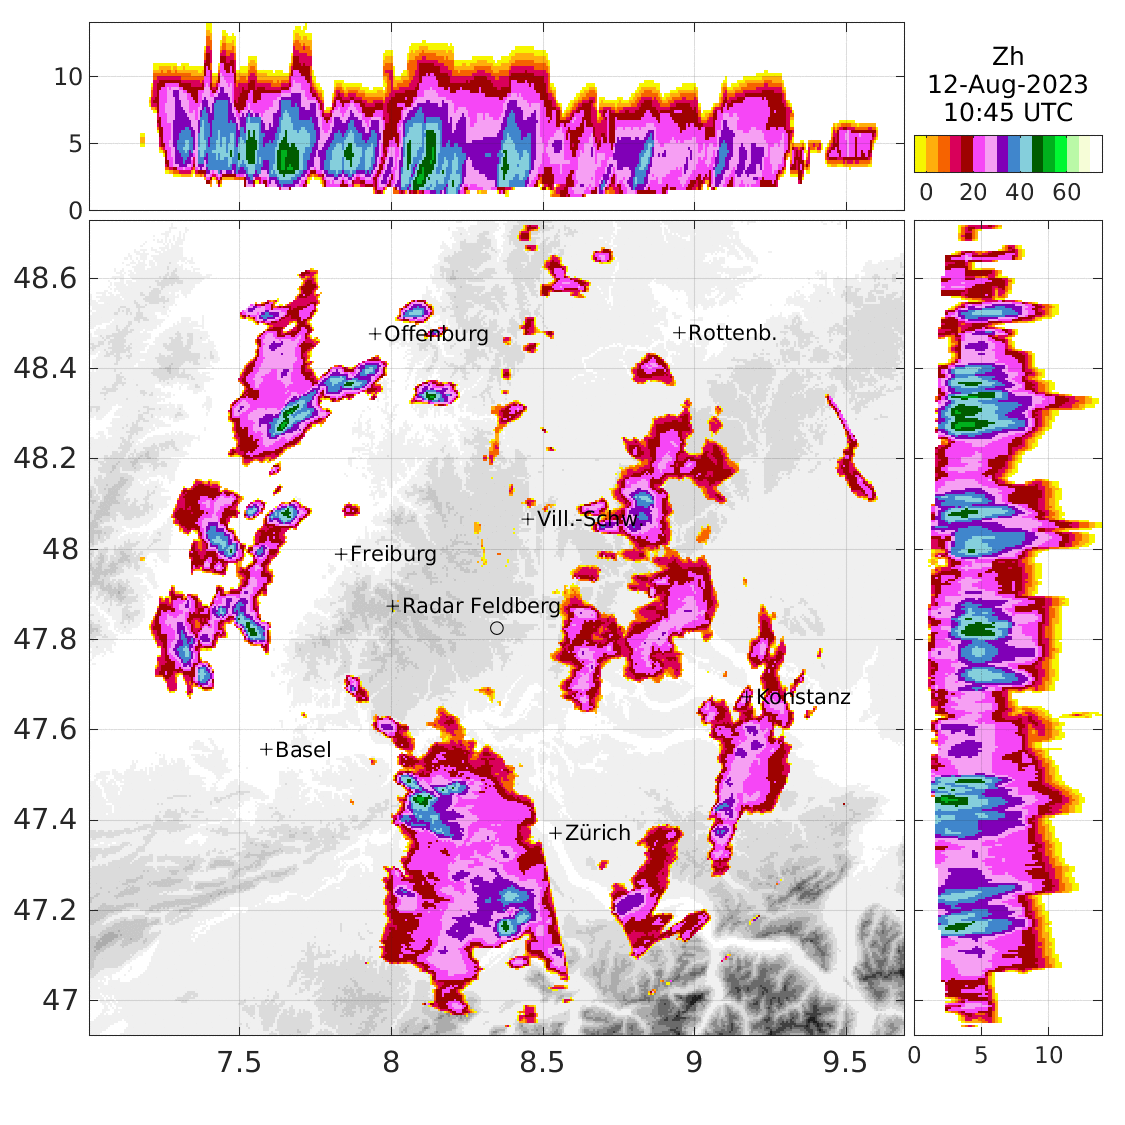 10
5
0
Zh
12-Aug-2023
10:45 UTC
0 20 40 60
48.6
48.4
48.2
48
47.8
47.6
47.4
47.2
47
+Offenburg
+Rottenb.
+Vill.-Schw.
+Freiburg
+Radar Feldberg
+Konstanz
+Basel
+Zürich
7.5 8 8.5 9 9.5
0 5 10